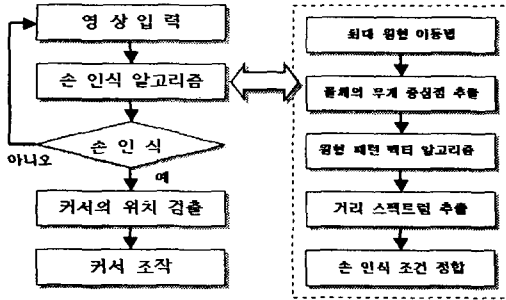 영 상 입 력
손 인식 알고리즘
손 인 식
아니오
예
커서의 위치 검출
커서 조작
최대 원형 이동법
물체의 무게 중심점 추출
원형 패턴 벡터 알고리즘
거리 스펙트럼 추출
손 인식 조건 정합